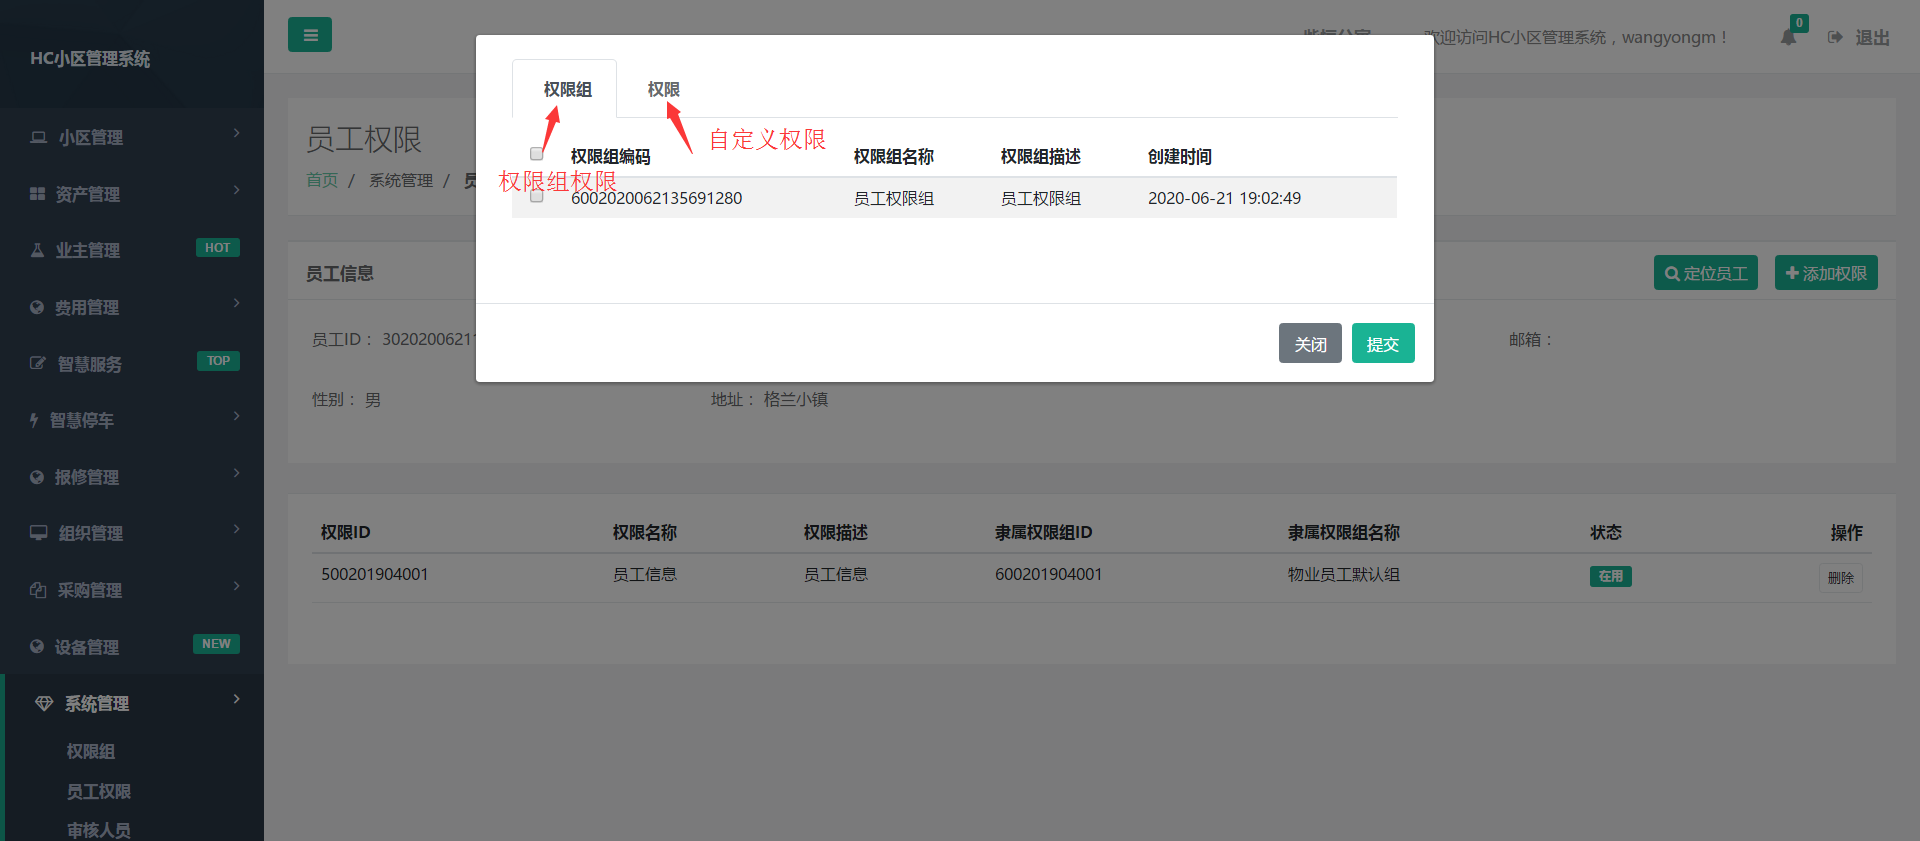 HC小区管理系统
小区管理
资产管理
业主管理 HOT
费用管理
智慧服务 TOP
智慧停车
报修管理
组织管理
采购管理
设备管理 NEW
系统管理
权限组
员工权限
审核人员
欢迎访问HC小区管理系统，wangyongm！
0
退出
员工权限
首页 / 系统管理 /
权限组 权限
自定义权限
权限组权限
权限组编码 权限组名称 权限组描述 创建时间
6002020062135691280 员工权限组 员工权限组 2020-06-21 19:02:49
关闭 提交
员工信息
定位员工 添加权限
员工ID： 3020200621
邮箱：
性别： 男 地址： 格兰小镇
权限ID 权限名称 权限描述 隶属权限组ID 隶属权限组名称 状态 操作
500201904001 员工信息 员工信息 600201904001 物业员工默认组 在用 删除